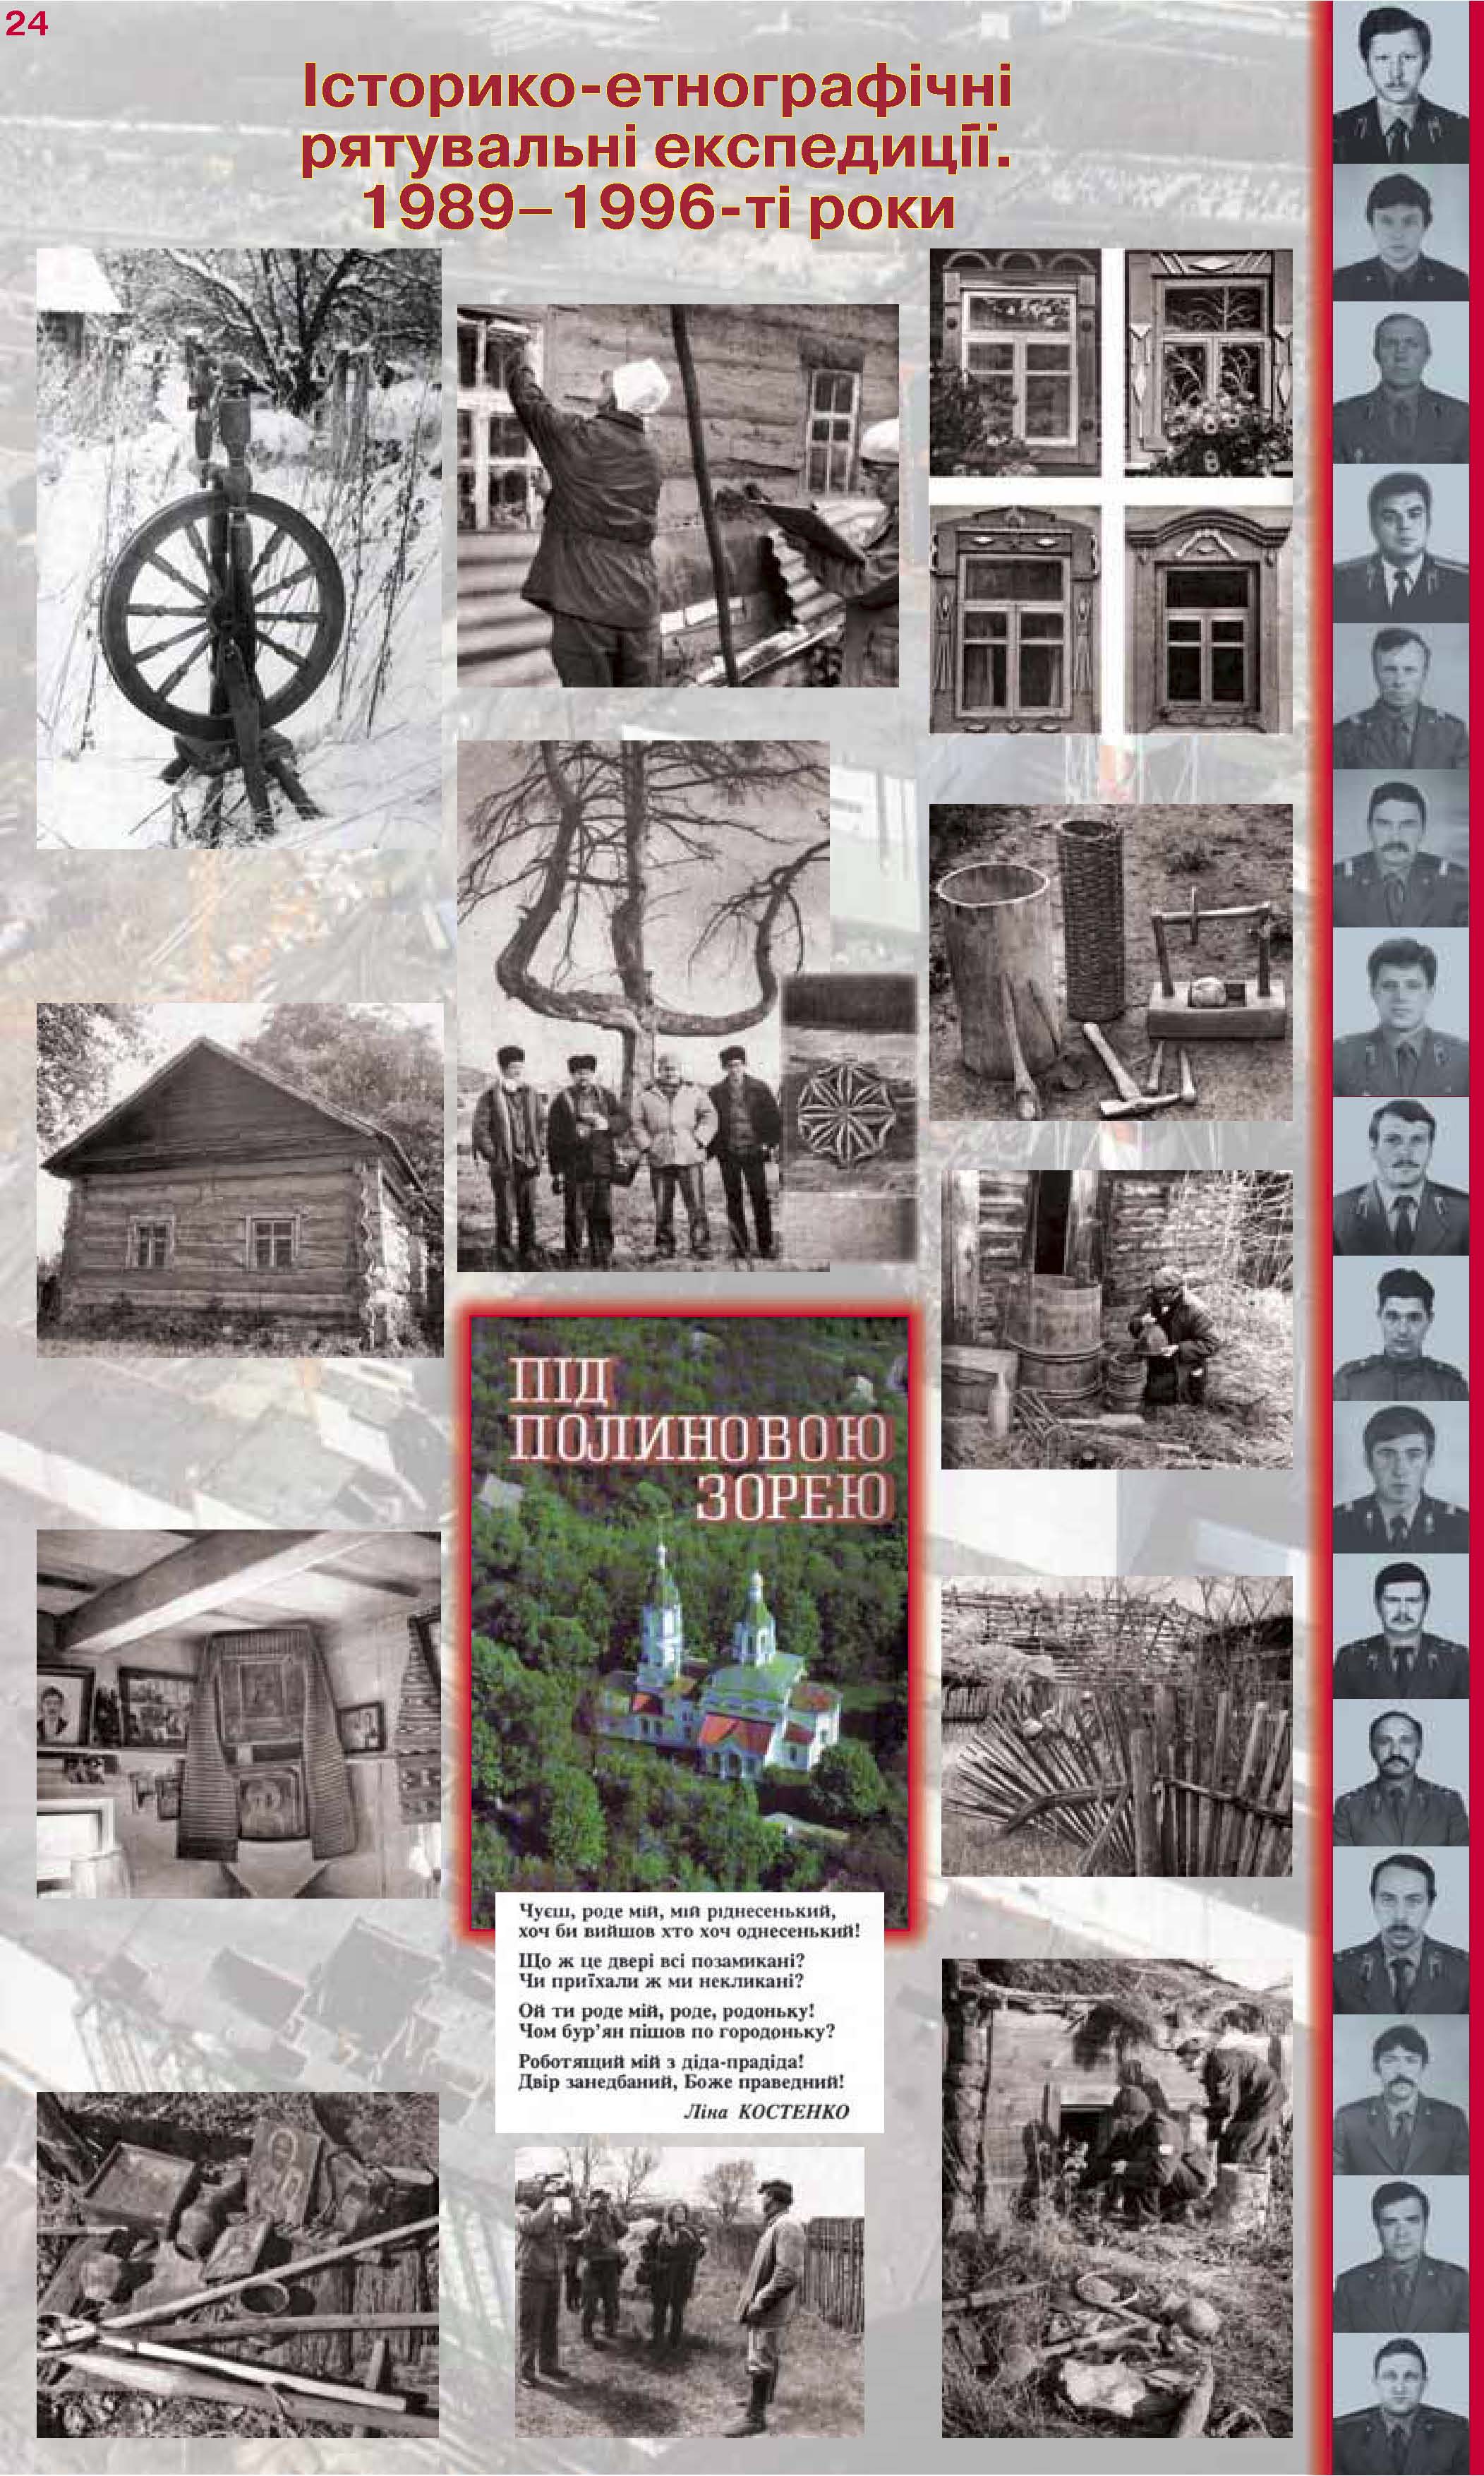 24
Історико-етнографічні
рятувальні експедиції.
1989–1996-ті роки
ПІД
ПОЛИНОВОЮ
ЗОРЕЮ
Чуєш, роде мій, мій ріднесенький,
хоч би вийшов хто хоч однесенький!
Що ж це двері всі позамикані?
Чи приїхали ж ми некликані?
Ой ти роде мій, роде, родоньку!
Чом бур’ян пішов по городоньку?
Роботящий мій з діда-прадіда!
Двір занедбаний, Боже праведний!
Ліна КОСТЕНКО